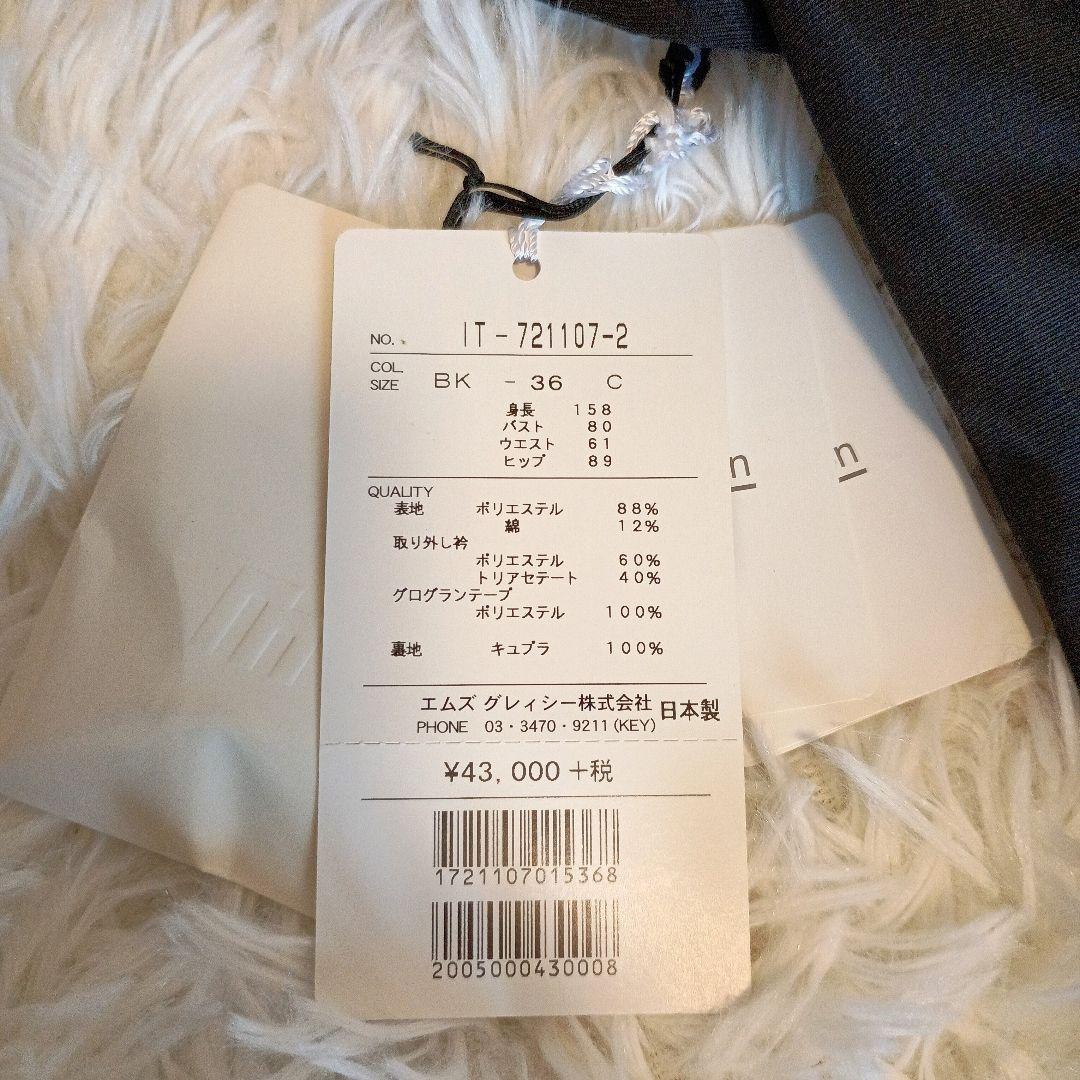 NO. IT-721107-2
COL.
SIZE BK - 36 C
身長 158
バスト 80
ウエスト 61
ヒップ 89
QUALITY
表地 ポリエステル 88%
綿 12%
取り外し衿
ポリエステル 60%
トリアセテート 40%
グログランテープ
ポリエステル 100%
裏地 キュプラ 100%
エムズ グレィシー株式会社 日本製
PHONE 03・3470・9211(KEY)
¥43,000+税
1721107015368
2005000430008
n
n